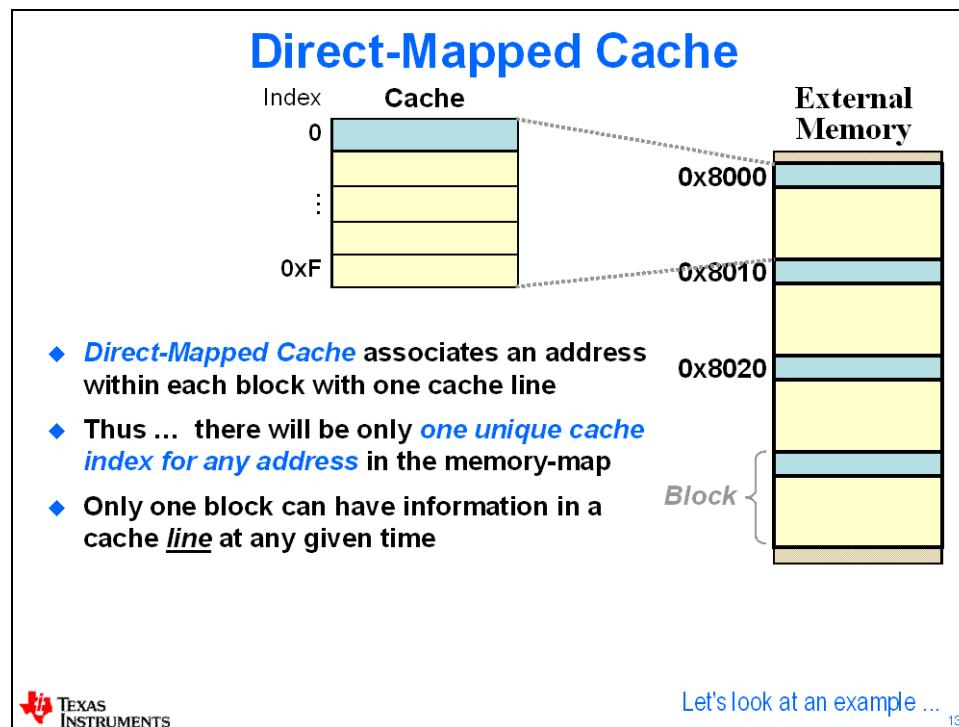 Direct-Mapped Cache
Index
Cache
External
Memory
0
⋮
0xF
0x8000
0x8010
0x8020
Block
◆ Direct-Mapped Cache associates an address
within each block with one cache line
◆ Thus ... there will be only one unique cache
index for any address in the memory-map
◆ Only one block can have information in a
cache line at any given time
TEXAS
INSTRUMENTS
Let's look at an example ...
13